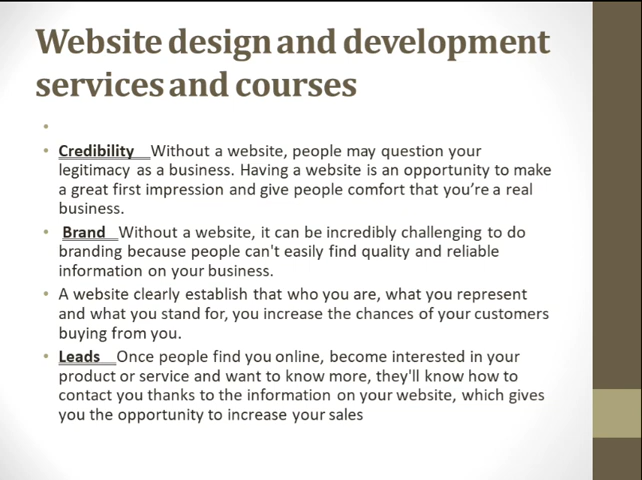 Website design and development
services and courses
•
• Credibility Without a website, people may question your
legitimacy as a business. Having a website is an opportunity to make
a great first impression and give people comfort that you're a real
business.
• Brand Without a website, it can be incredibly challenging to do
branding because people can't easily find quality and reliable
information on your business.
• A website clearly establish that who you are, what you represent
and what you stand for, you increase the chances of your customers
buying from you.
• Leads Once people find you online, become interested in your
product or service and want to know more, they'll know how to
contact you thanks to the information on your website, which gives
you the opportunity to increase your sales